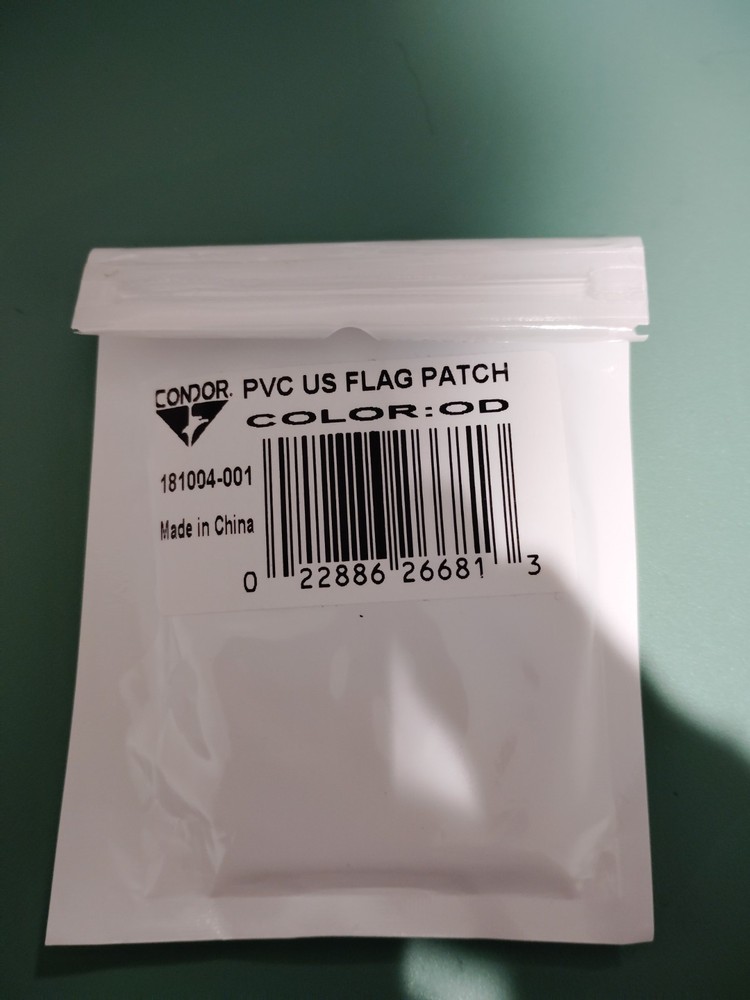 CONDOR. PVC US FLAG PATCH
COLOR:OD
181004-001
Made in China
0 22886 26681 3